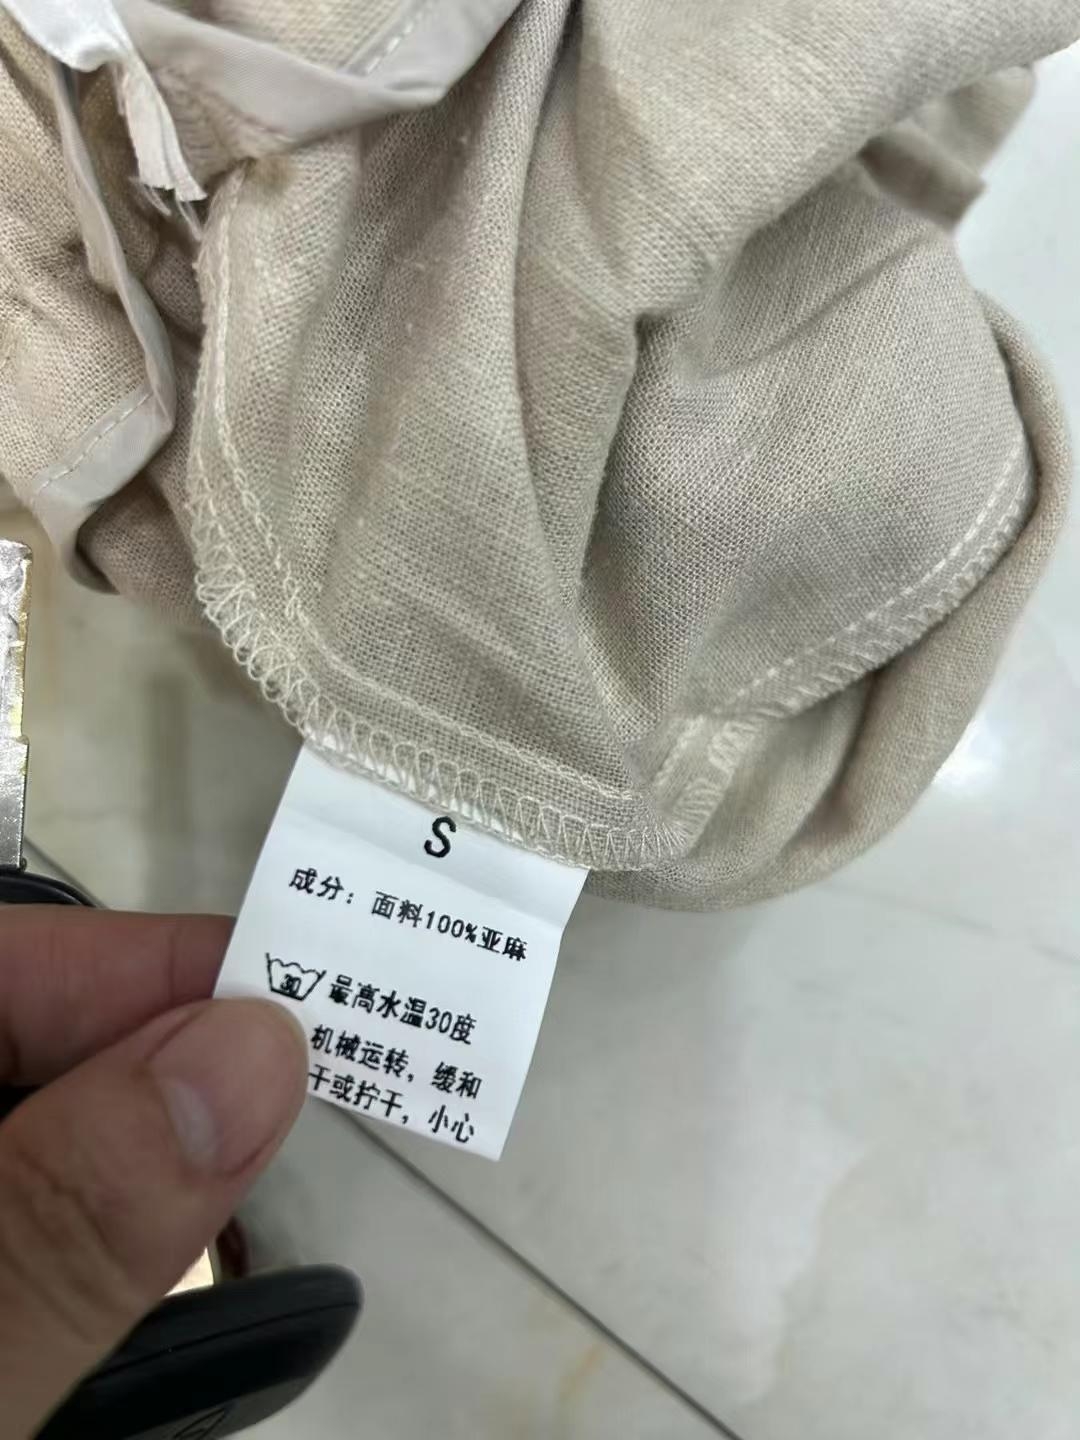 S
成分：面料100%亚麻
30 最高水温30度
机械运转，缓和
干或拧干，小心